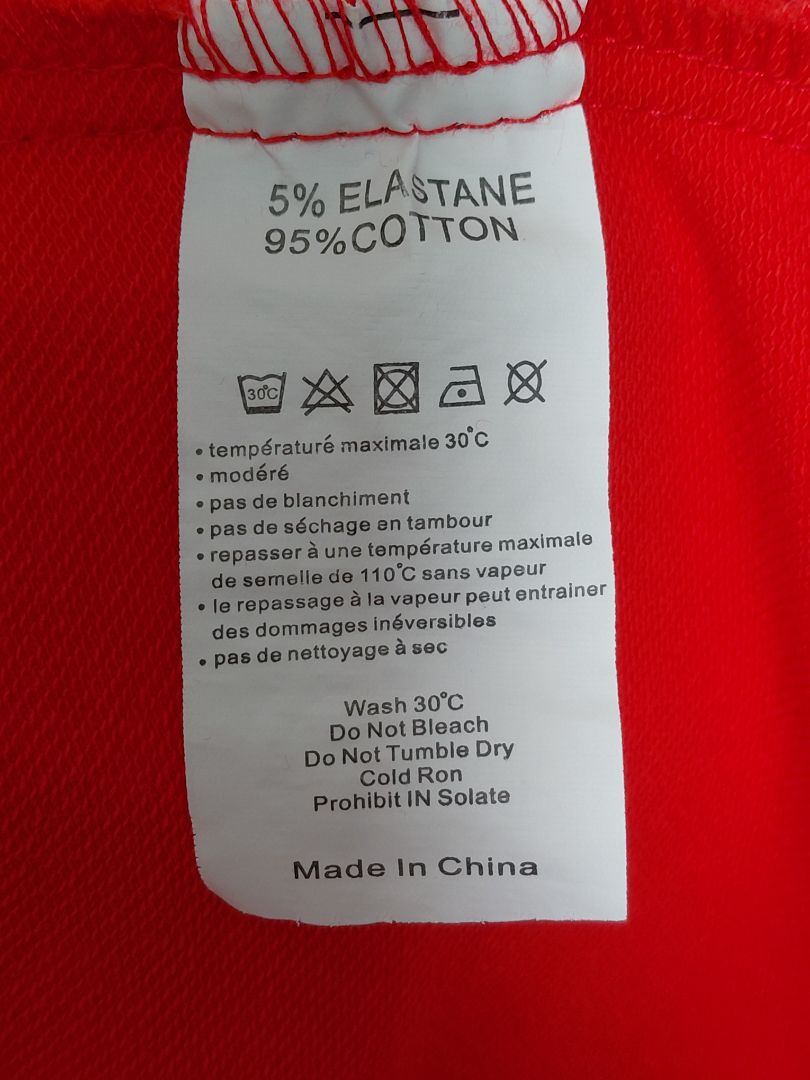 5% ELASTANE
95%COTTON
30°C
• températuré maximale 30°C
• modéré
• pas de blanchiment
• pas de séchage en tambour
• repasser à une température maximale
de semelle de 110°C sans vapeur
• le repassage à la vapeur peut entrainer
des dommages inéversibles
• pas de nettoyage à sec
Wash 30°C
Do Not Bleach
Do Not Tumble Dry
Cold Ron
Prohibit IN Solate
Made In China